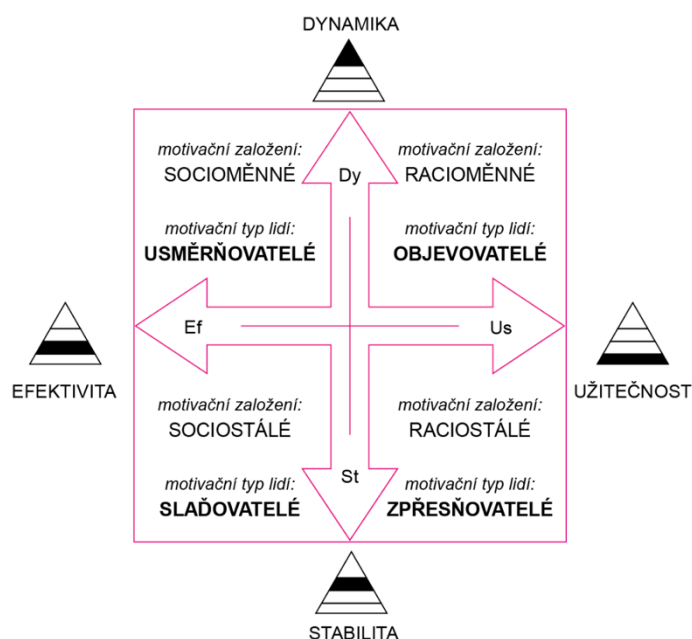 DYNAMIKA
motivační založení:
SOCIOMĚNNÉ
motivační typ lidí:
USMĚRŇOVATELÉ
Dy
motivační založení:
RACIOMĚNNÉ
motivační typ lidí:
OBJEVOVATELÉ
Ef
Us
EFEKTIVITA
UŽITEČNOST
motivační založení:
SOCIOSTÁLÉ
motivační typ lidí:
SLAĎOVATELÉ
St
motivační založení:
RACIOSTÁLÉ
motivační typ lidí:
ZPŘESŇOVATELÉ
STABILITA